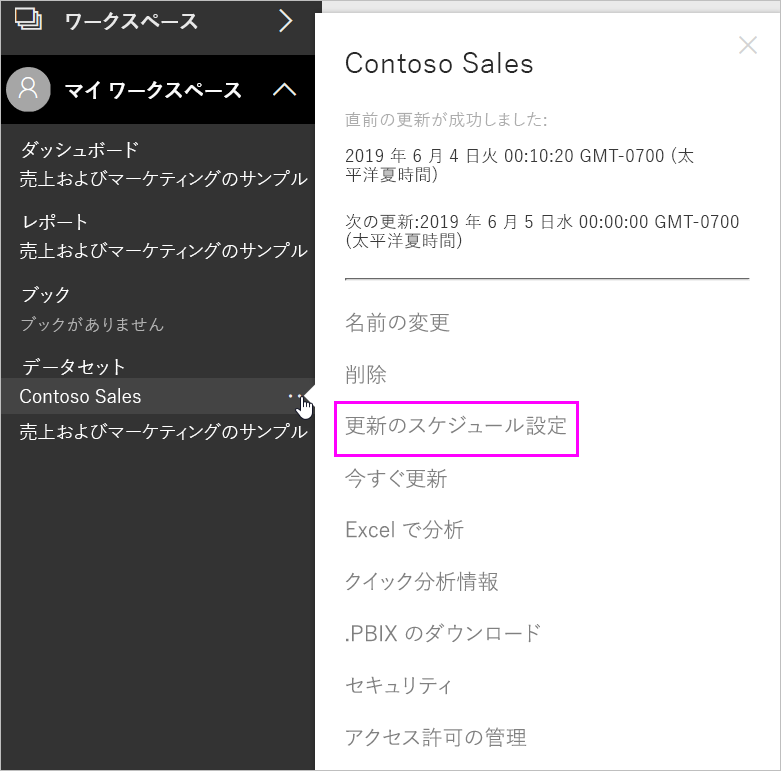 ワークスペース
マイ ワークスペース
ダッシュボード
売上およびマーケティングのサンプル
レポート
売上およびマーケティングのサンプル
ブック
ブックがありません
データセット
Contoso Sales
売上およびマーケティングのサンプル
Contoso Sales
直前の更新が成功しました:
2019 年 6 月 4 日火 00:10:20 GMT-0700 (太
平洋夏時間)
次の更新:2019 年 6 月 5 日水 00:00:00 GMT-0700
(太平洋夏時間)
名前の変更
削除
更新のスケジュール設定
今すぐ更新
Excel で分析
クイック分析情報
.PBIX のダウンロード
セキュリティ
アクセス許可の管理